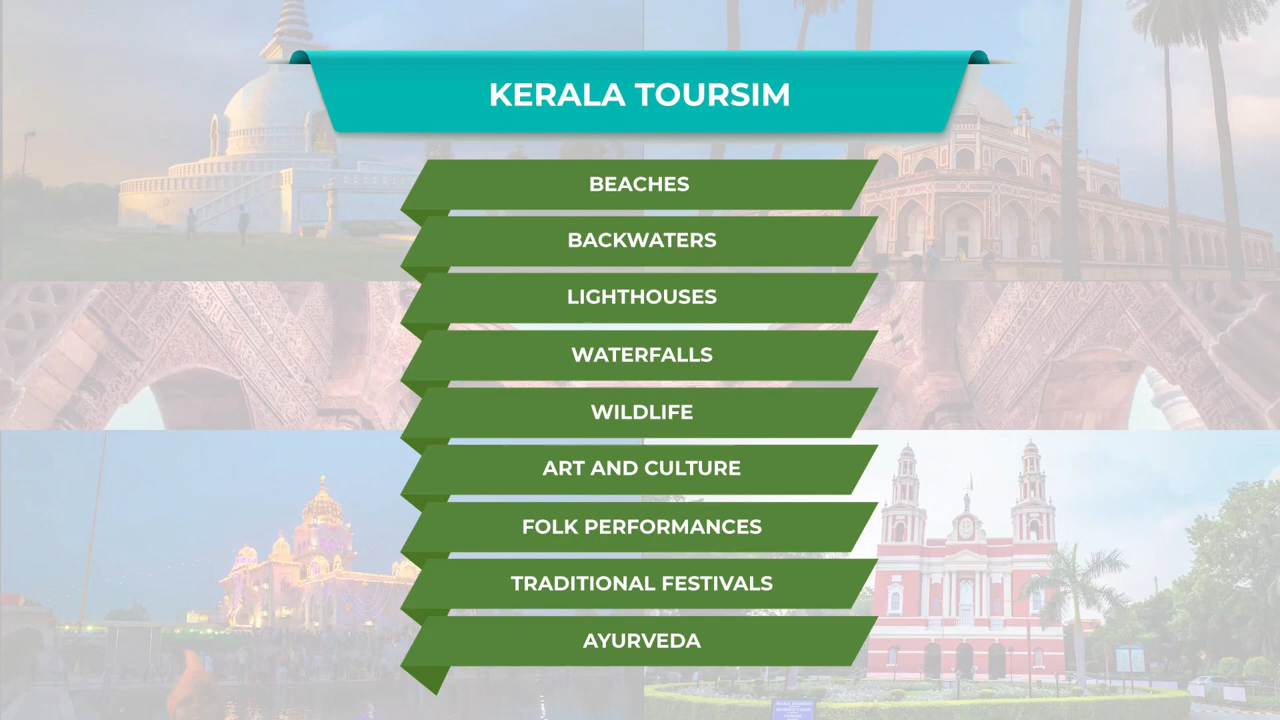 KERALA TOURSIM
BEACHES
BACKWATERS
LIGHTHOUSES
WATERFALLS
WILDLIFE
ART AND CULTURE
FOLK PERFORMANCES
TRADITIONAL FESTIVALS
AYURVEDA